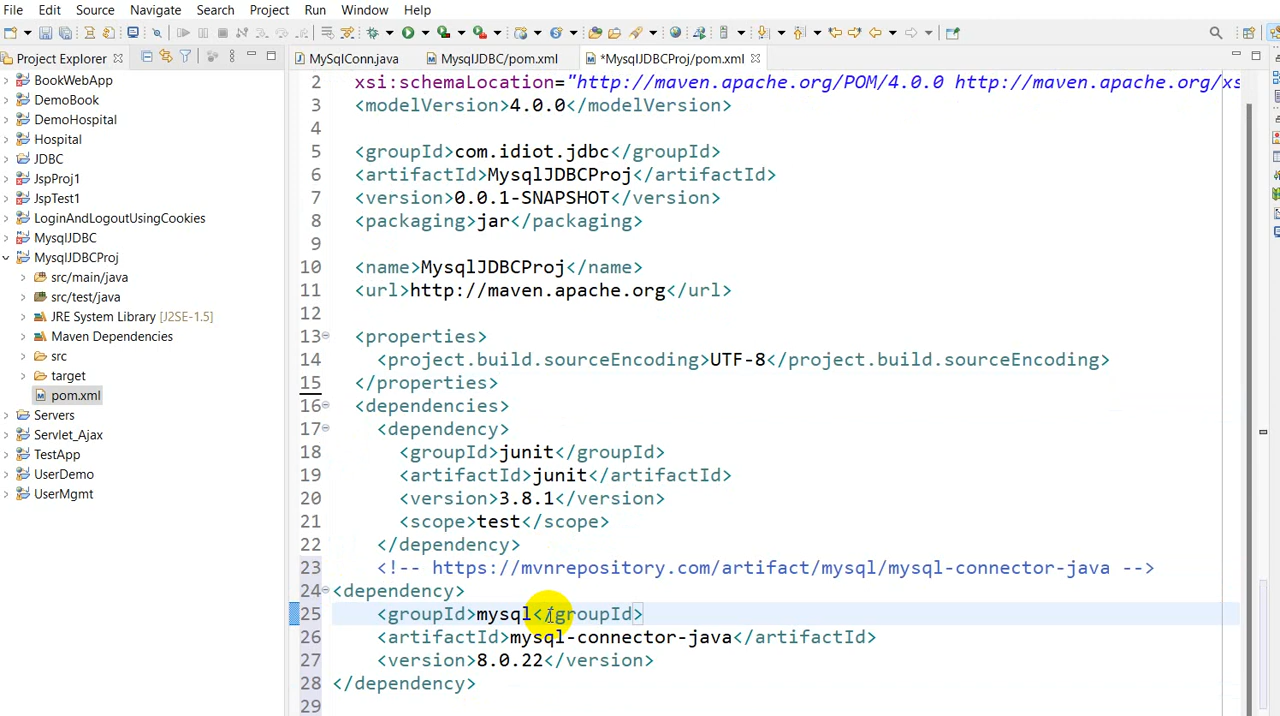 File Edit Source Navigate Search Project Run Window Help
Project Explorer
MySqlConn.java
MysqlJDBC/pom.xml
*MysqlJDBCProj/pom.xml
BookWebApp
DemoBook
DemoHospital
Hospital
JDBC
JspProj1
JspTest1
LoginAndLogoutUsingCookies
MysqlJDBC
MysqlJDBCProj
src/main/java
src/test/java
JRE System Library [J2SE-1.5]
Maven Dependencies
src
target
pom.xml
Servers
Servlet_Ajax
TestApp
UserDemo
UserMgmt
2 xsi:schemaLocation="http://maven.apache.org/POM/4.0.0 http://maven.apache.org/xs
3 <modelVersion>4.0.0</modelVersion>
4
5 <groupId>com.idiot.jdbc</groupId>
6 <artifactId>MysqlJDBCProj</artifactId>
7 <version>0.0.1-SNAPSHOT</version>
8 <packaging>jar</packaging>
9
10 <name>MysqlJDBCProj</name>
11 <url>http://maven.apache.org</url>
12
13 <properties>
14 <project.build.sourceEncoding>UTF-8</project.build.sourceEncoding>
15 </properties>
16 <dependencies>
17 <dependency>
18 <groupId>junit</groupId>
19 <artifactId>junit</artifactId>
20 <version>3.8.1</version>
21 <scope>test</scope>
22 </dependency>
23 <!-- https://mvnrepository.com/artifact/mysql/mysql-connector-java -->
24 <dependency>
25 <groupId>mysql</groupId>
26 <artifactId>mysql-connector-java</artifactId>
27 <version>8.0.22</version>
28 </dependency>
29